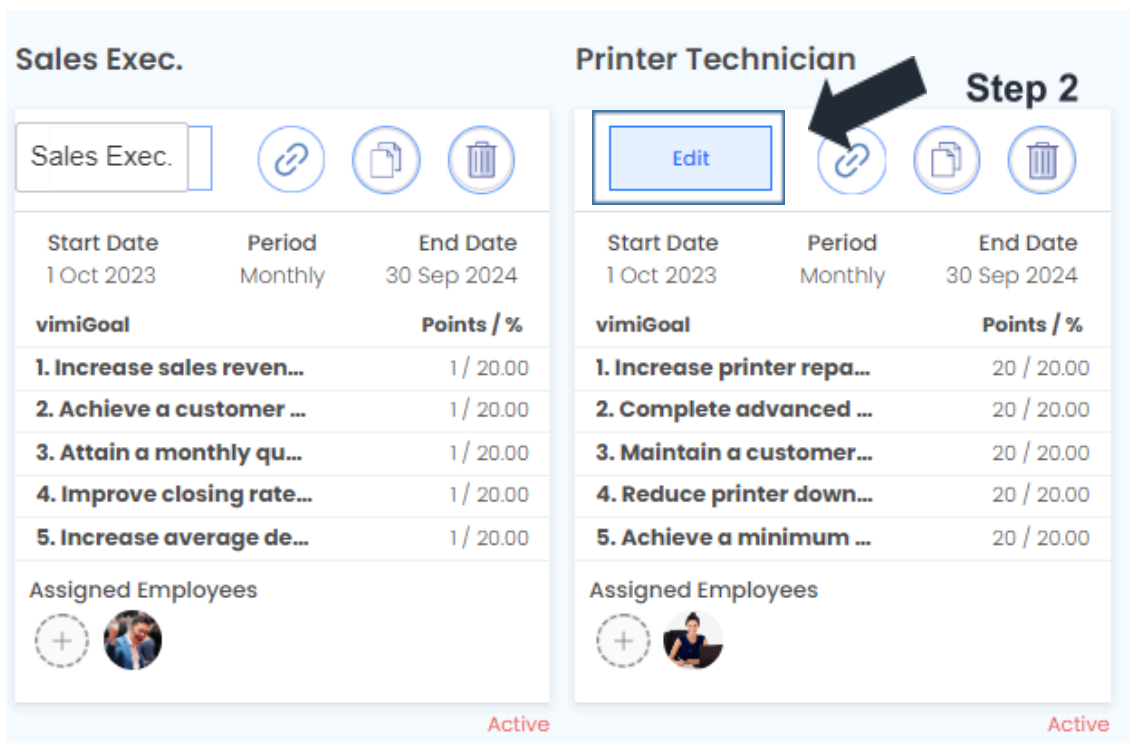 Sales Exec.
Sales Exec.
Start Date Period End Date
1 Oct 2023 Monthly 30 Sep 2024
vimiGoal Points / %
1. Increase sales reven... 1 / 20.00
2. Achieve a customer ... 1 / 20.00
3. Attain a monthly qu... 1 / 20.00
4. Improve closing rate... 1 / 20.00
5. Increase average de... 1 / 20.00
Assigned Employees
+
Active
Printer Technician
Step 2
Edit
Start Date Period End Date
1 Oct 2023 Monthly 30 Sep 2024
vimiGoal Points / %
1. Increase printer repa... 20 / 20.00
2. Complete advanced ... 20 / 20.00
3. Maintain a customer... 20 / 20.00
4. Reduce printer down... 20 / 20.00
5. Achieve a minimum ... 20 / 20.00
Assigned Employees
+
Active